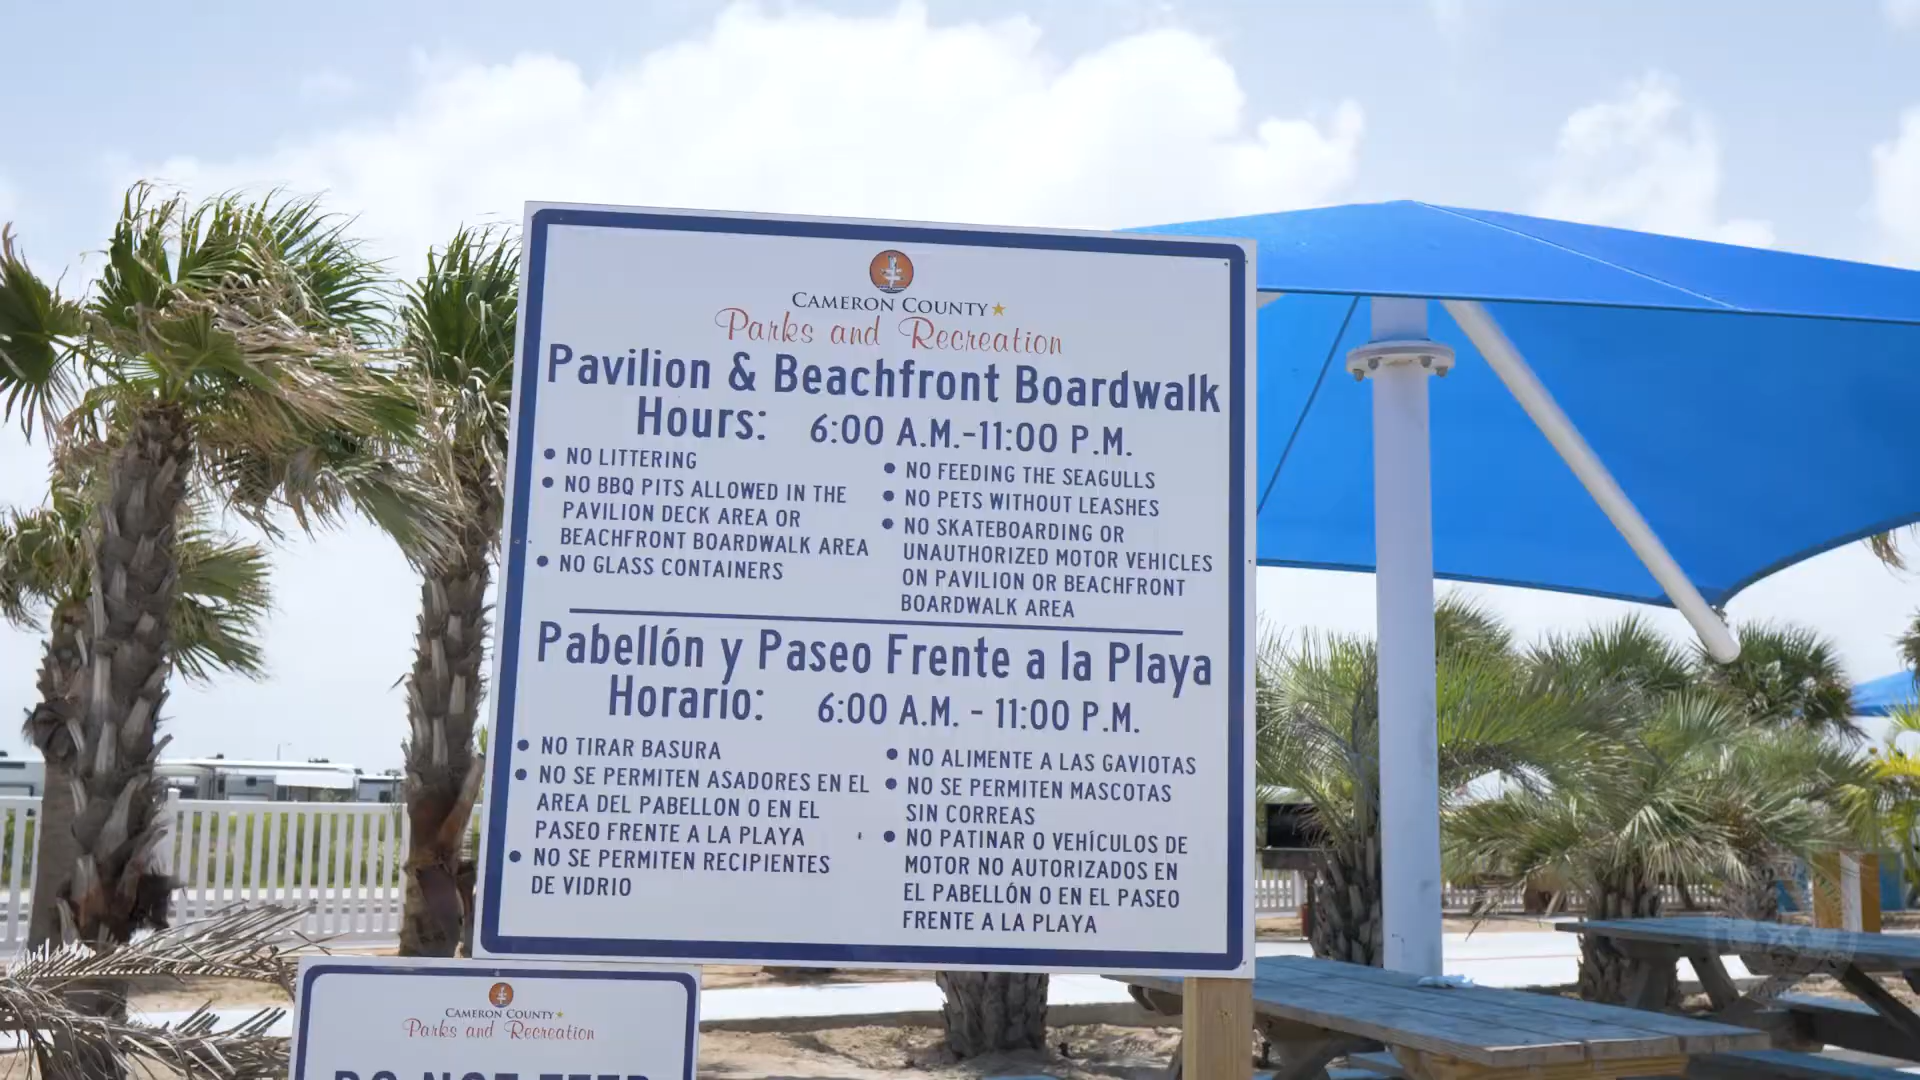 CAMERON COUNTY
Parks and Recreation
Pavilion & Beachfront Boardwalk
Hours: 6:00 A.M.-11:00 P.M.
• NO LITTERING
• NO BBQ PITS ALLOWED IN THE
PAVILION DECK AREA OR
BEACHFRONT BOARDWALK AREA
• NO GLASS CONTAINERS
• NO FEEDING THE SEAGULLS
• NO PETS WITHOUT LEASHES
• NO SKATEBOARDING OR
UNAUTHORIZED MOTOR VEHICLES
ON PAVILION OR BEACHFRONT
BOARDWALK AREA
Pabellón y Paseo Frente a la Playa
Horario: 6:00 A.M. - 11:00 P.M.
• NO TIRAR BASURA
• NO SE PERMITEN ASADORES EN EL
AREA DEL PABELLON O EN EL
PASEO FRENTE A LA PLAYA
• NO SE PERMITEN RECIPIENTES
DE VIDRIO
• NO ALIMENTE A LAS GAVIOTAS
• NO SE PERMITEN MASCOTAS
SIN CORREAS
• NO PATINAR O VEHÍCULOS DE
MOTOR NO AUTORIZADOS EN
EL PABELLÓN O EN EL PASEO
FRENTE A LA PLAYA
CAMERON COUNTY
Parks and Recreation
DO NOT FEED